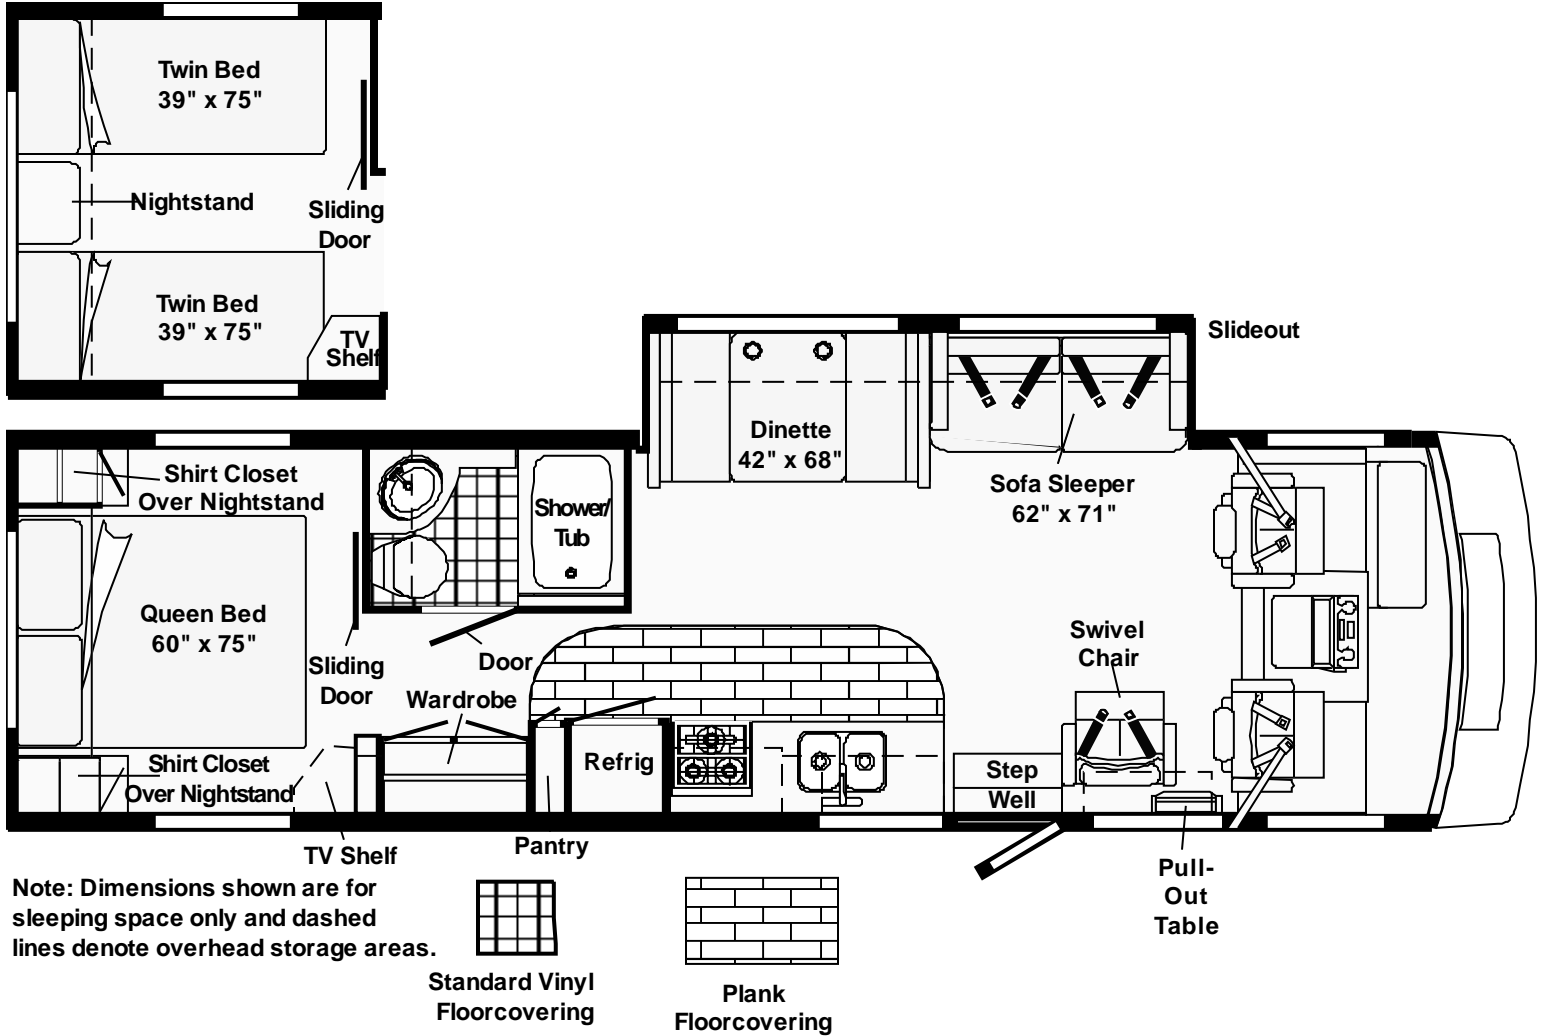 Twin Bed
39" x 75"
Nightstand
Sliding
Door
Twin Bed
39" x 75"
TV
Shelf
Slideout
Dinette
42" x 68"
Sofa Sleeper
62" x 71"
Shirt Closet
Over Nightstand
Shower/
Tub
Queen Bed
60" x 75"
Sliding
Door
Door
Wardrobe
Swivel
Chair
Shirt Closet
Over Nightstand
Refrig
Step
Well
TV Shelf
Pantry
Pull-
Out
Table
Note: Dimensions shown are for
sleeping space only and dashed
lines denote overhead storage areas.
Standard Vinyl
Floorcovering
Plank
Floorcovering